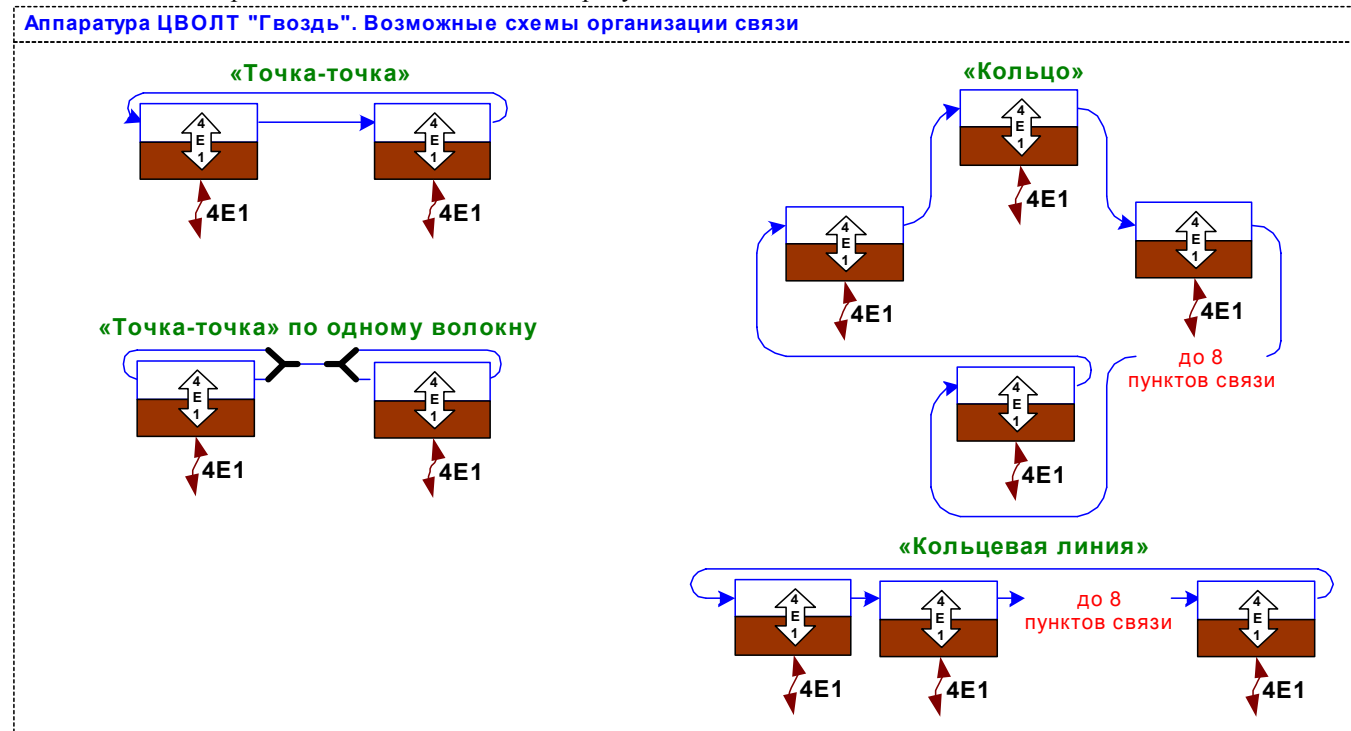 Аппаратура ЦВОЛТ "Гвоздь". Возможные схемы организации связи
«Точка-точка»
4
E
1
4E1
4
E
1
4E1
«Точка-точка» по одному волокну
4
E
1
4E1
4
E
1
4E1
«Кольцо»
4
E
1
4E1
4
E
1
4E1
4
E
1
4E1
до 8
пунктов связи
4
E
1
4E1
«Кольцевая линия»
4
E
1
4E1
4
E
1
4E1
до 8
пунктов связи
4
E
1
4E1